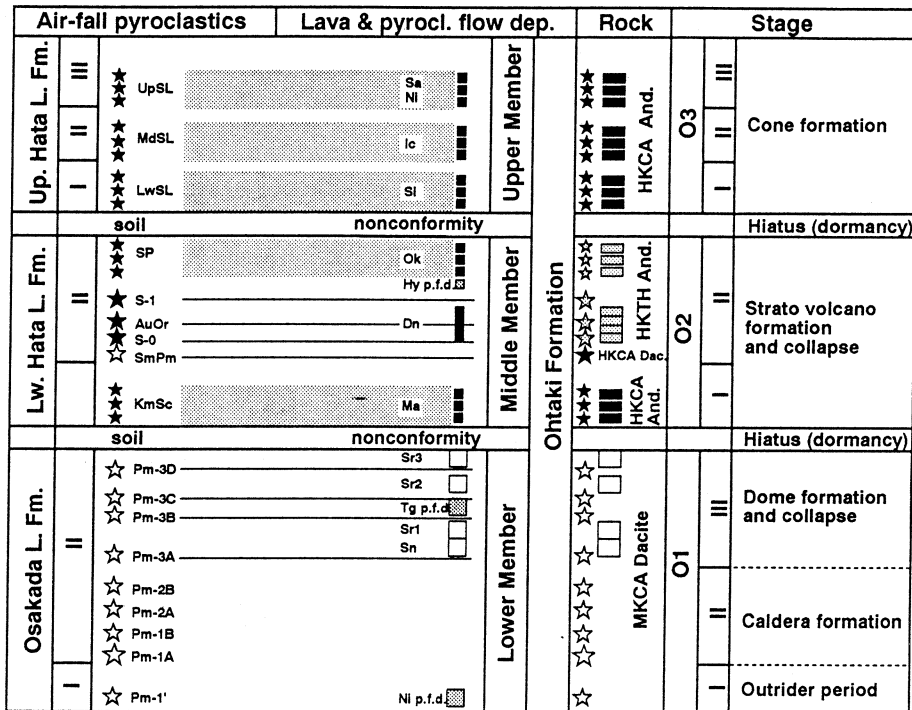 Air-fall pyroclastics
Lava & pyrocl. flow dep.
Rock
Stage
Up. Hata L. Fm.
III
II
I
UpSL
MdSL
LwSL
Sa
Ni
Ic
SI
Upper Member
HKCA And.
O3
III
II
I
Cone formation
soil
nonconformity
Hiatus (dormancy)
Lw. Hata L. Fm.
II
SP
S-1
AuOr
S-0
SmPm
KmSc
Ok
Hy p.f.d.
Dn
Ma
Middle Member
Ohtaki Formation
HKTH And.
HKCA Dac.
HKCA
And.
O2
II
I
Strato volcano
formation
and collapse
soil
nonconformity
Hiatus (dormancy)
Osakada L. Fm.
II
I
Pm-3D
Pm-3C
Pm-3B
Pm-3A
Pm-2B
Pm-2A
Pm-1B
Pm-1A
Pm-1'
Sr3
Sr2
Tg p.f.d
Sr1
Sn
Ni p.f.d.
Lower Member
MKCA Dacite
O1
III
II
I
Dome formation
and collapse
Caldera formation
Outrider period